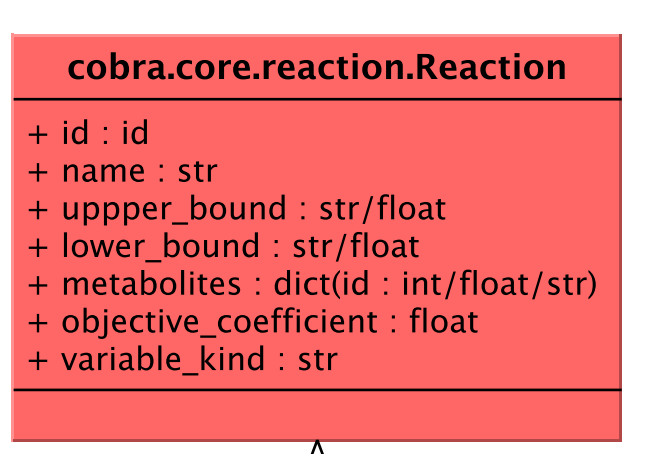 cobra.core.reaction.Reaction
+ id : id
+ name : str
+ uppper_bound : str/float
+ lower_bound : str/float
+ metabolites : dict(id : int/float/str)
+ objective_coefficient : float
+ variable_kind : str